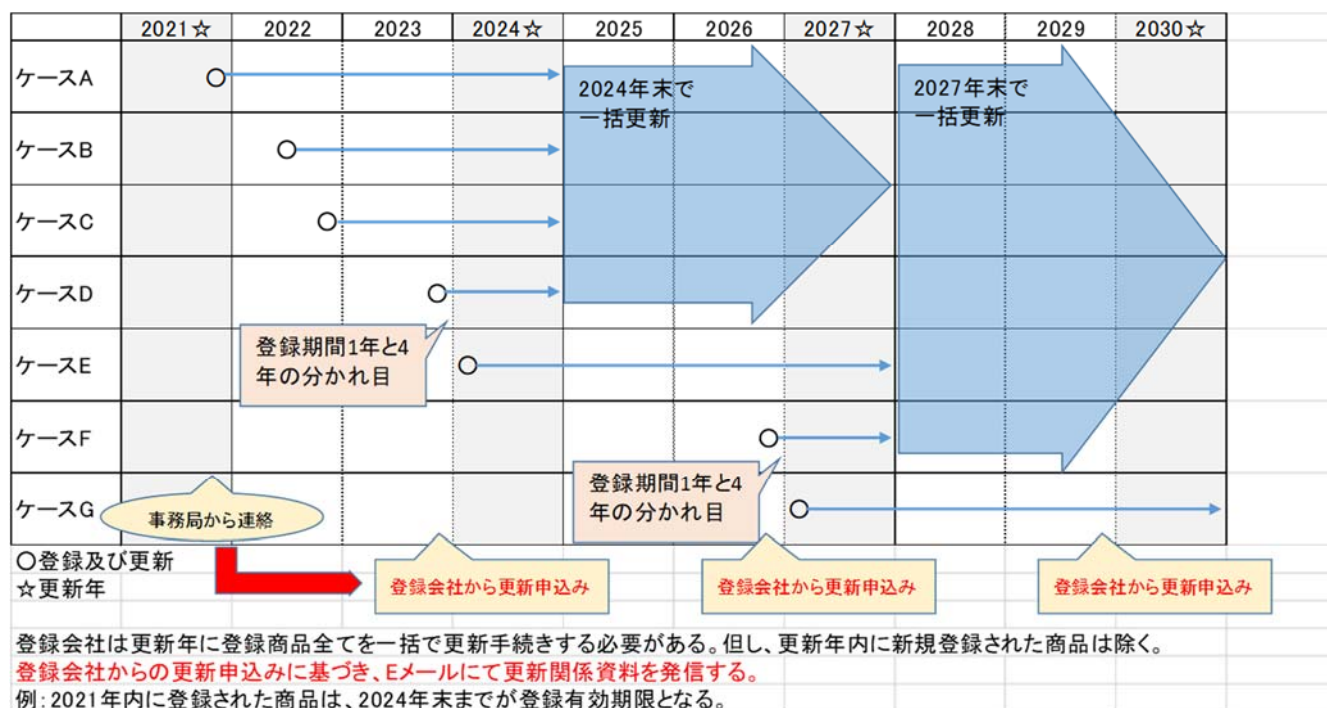 2021☆ 2022 2023 2024☆ 2025 2026 2027☆ 2028 2029 2030☆
ケースA
2024年末で
一括更新
2027年末で
一括更新
ケースB
ケースC
ケースD
登録期間1年と4
年の分かれ目
ケースE
ケースF
登録期間1年と4
年の分かれ目
ケースG
事務局から連絡
○登録及び更新
☆更新年
登録会社から更新申込み
登録会社から更新申込み
登録会社から更新申込み
登録会社は更新年に登録商品全てを一括で更新手続きする必要がある。但し、更新年内に新規登録された商品は除く。
登録会社からの更新申込みに基づき、Eメールにて更新関係資料を発信する。
例:2021年内に登録された商品は、2024年末までが登録有効期限となる。